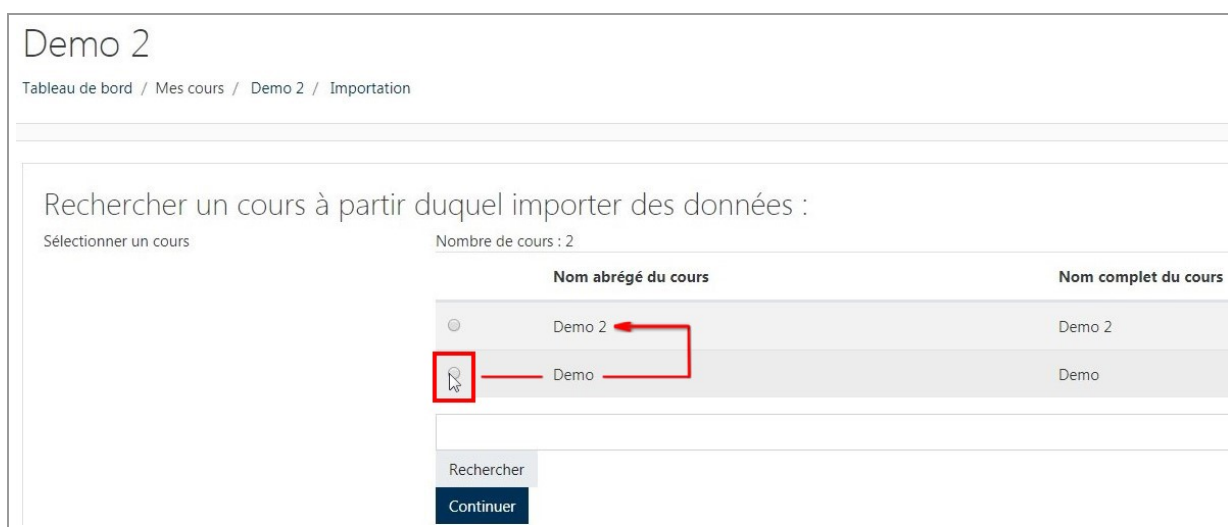 Demo 2
Tableau de bord / Mes cours / Demo 2 / Importation
Rechercher un cours à partir duquel importer des données :
Sélectionner un cours
Nombre de cours : 2
Nom abrégé du cours Nom complet du cours
Demo 2 Demo 2
Demo Demo
Rechercher
Continuer